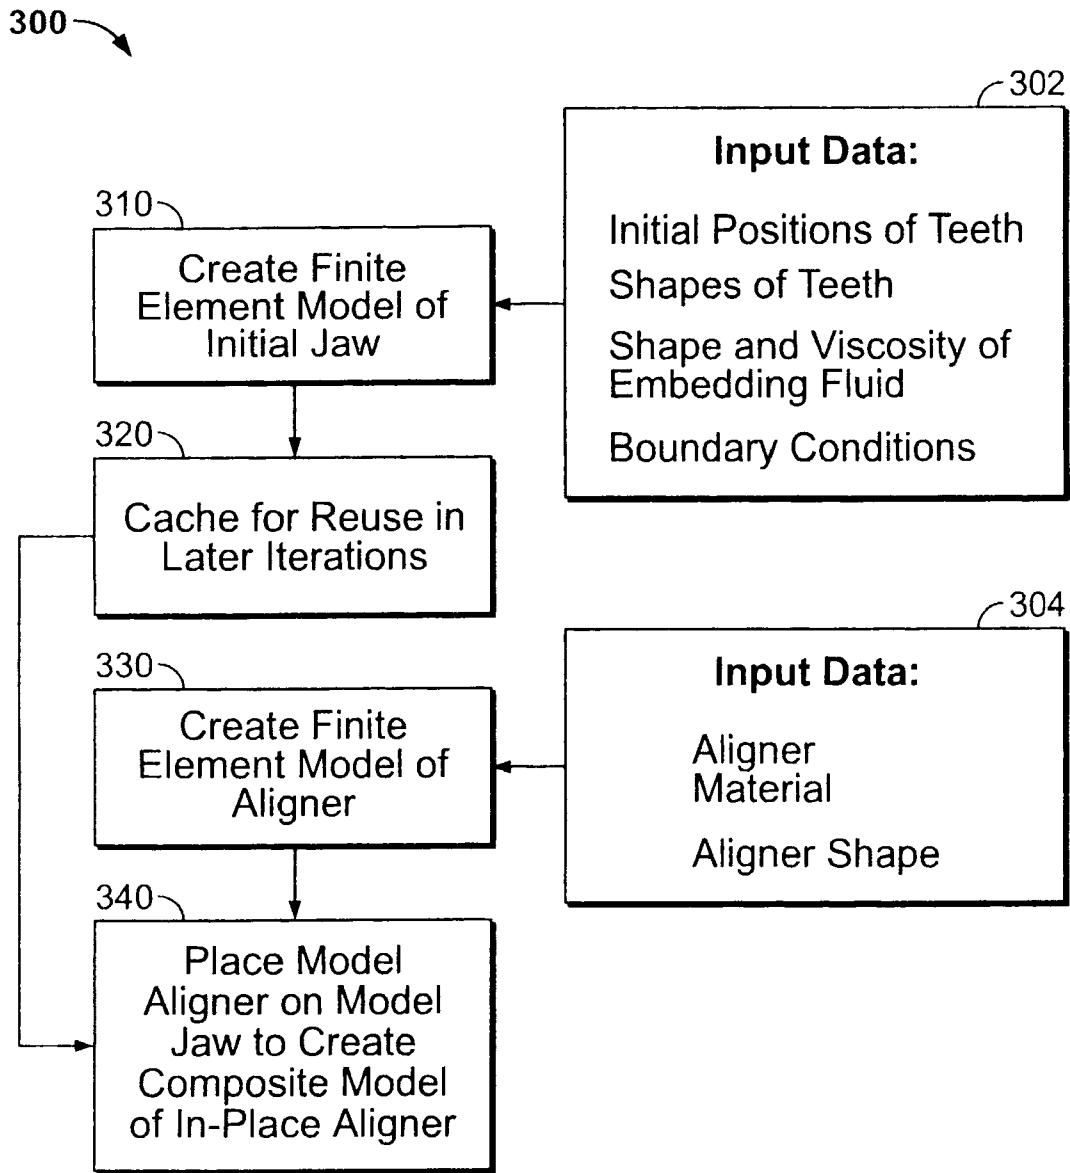 300
302
Input Data:
Initial Positions of Teeth
Shapes of Teeth
Shape and Viscosity of
Embedding Fluid
Boundary Conditions
310
Create Finite
Element Model of
Initial Jaw
320
Cache for Reuse in
Later Iterations
304
Input Data:
Aligner
Material
Aligner Shape
330
Create Finite
Element Model of
Aligner
340
Place Model
Aligner on Model
Jaw to Create
Composite Model
of In-Place Aligner